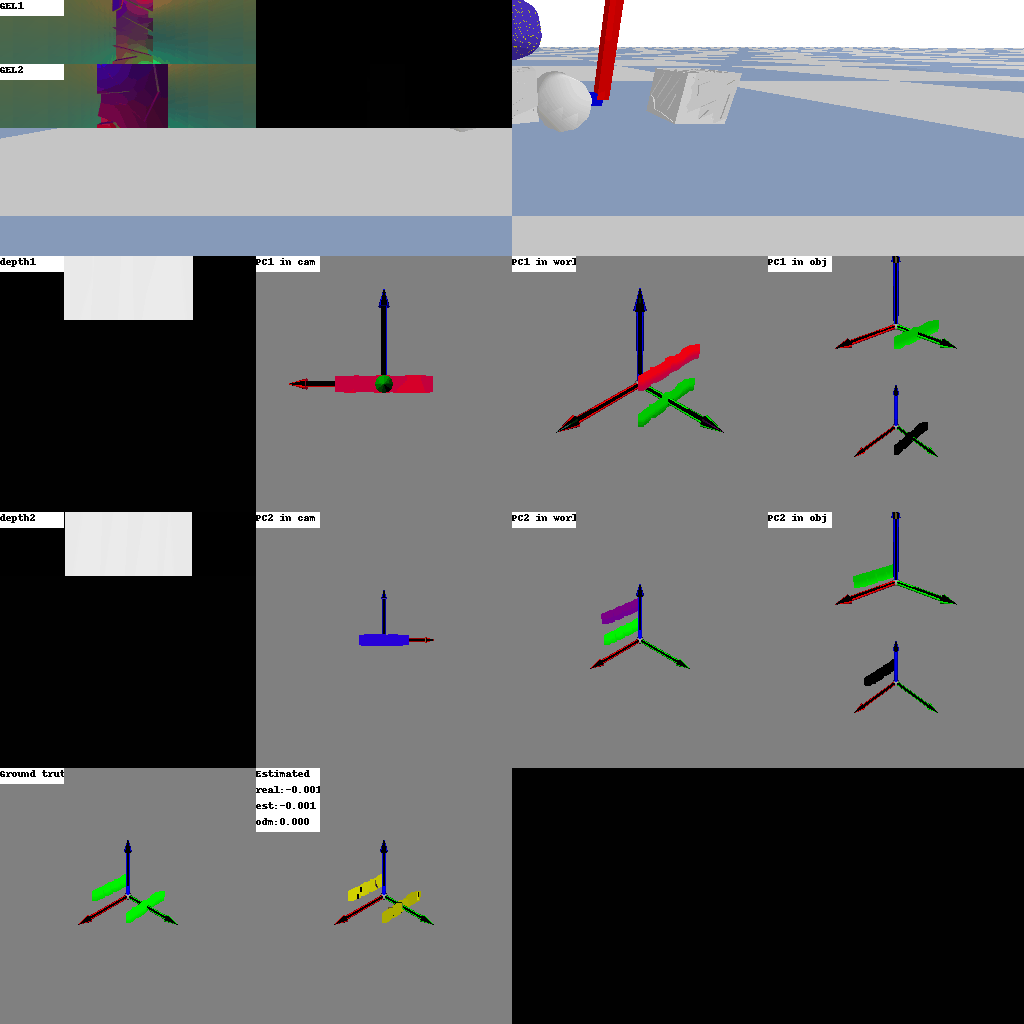 GEL1
GEL2
depth1
PC1 in cam
PC1 in worl
PC1 in obj
depth2
PC2 in cam
PC2 in worl
PC2 in obj
Ground trut
Estimated
real:-0.001
est:-0.001
odm:0.000